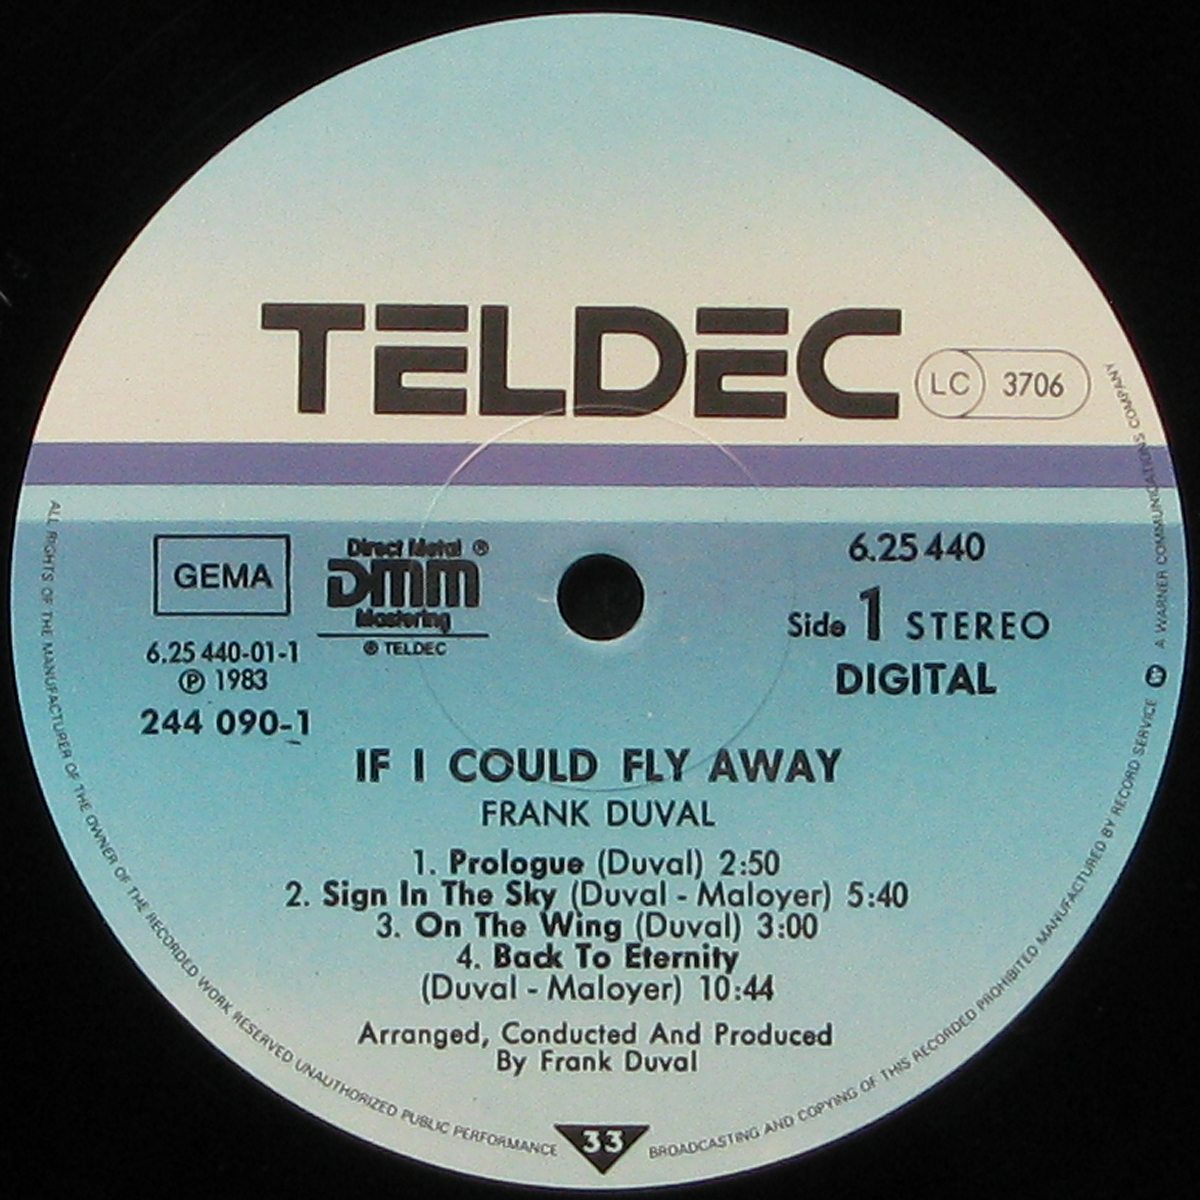 TELDEC
LC 3706
GEMA
Direct Metal ®
DMM
Mastering
® TELDEC
6.25 440-01-1
℗ 1983
244 090-1
6.25 440
Side 1 STEREO
DIGITAL
IF I COULD FLY AWAY
FRANK DUVAL
1. Prologue (Duval) 2:50
2. Sign In The Sky (Duval - Maloyer) 5:40
3. On The Wing (Duval) 3:00
4. Back To Eternity
(Duval - Maloyer) 10:44
Arranged, Conducted And Produced
By Frank Duval
33
ALL RIGHTS OF THE MANUFACTURER OF THE OWNER OF THE RECORDED WORK RESERVED UNAUTHORIZED PUBLIC PERFORMANCE BROADCASTING AND COPYING OF THIS RECORDED PROHIBITED MANUFACTURED BY RECORD SERVICE A WARNER COMMUNICATIONS COMPANY